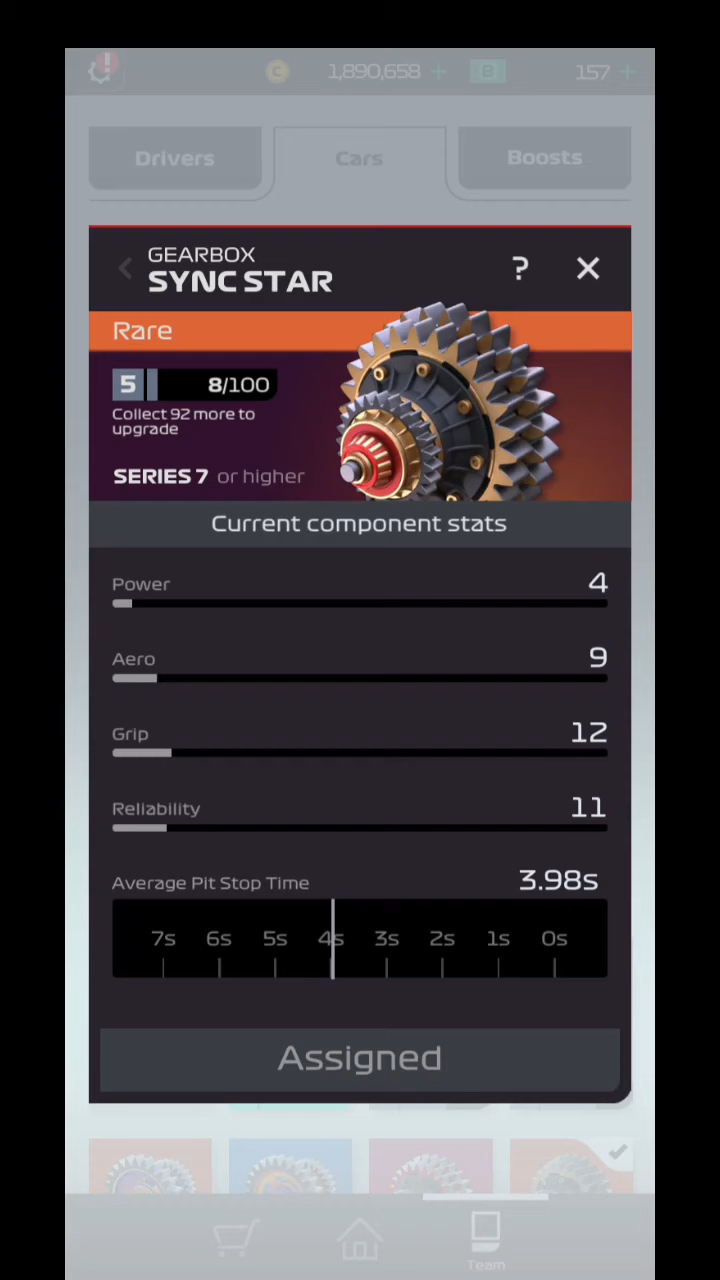 1,890,658 + B 157 +
Drivers Cars Boosts
GEARBOX
SYNC STAR
?
Rare
5 8/100
Collect 92 more to
upgrade
SERIES 7 or higher
Current component stats
Power 4
Aero 9
Grip 12
Reliability 11
Average Pit Stop Time 3.98s
7s 6s 5s 4s 3s 2s 1s 0s
Assigned
Team